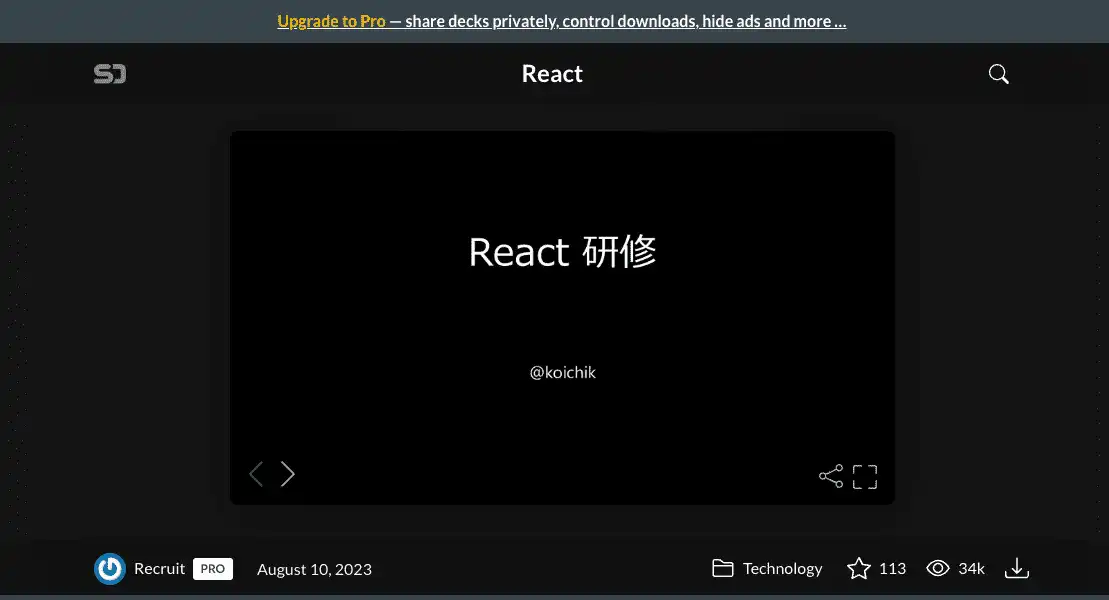 Upgrade to Pro — share decks privately, control downloads, hide ads and more …
SD
React
React 研修
@koichik
Recruit PRO August 10, 2023 Technology 113 34k